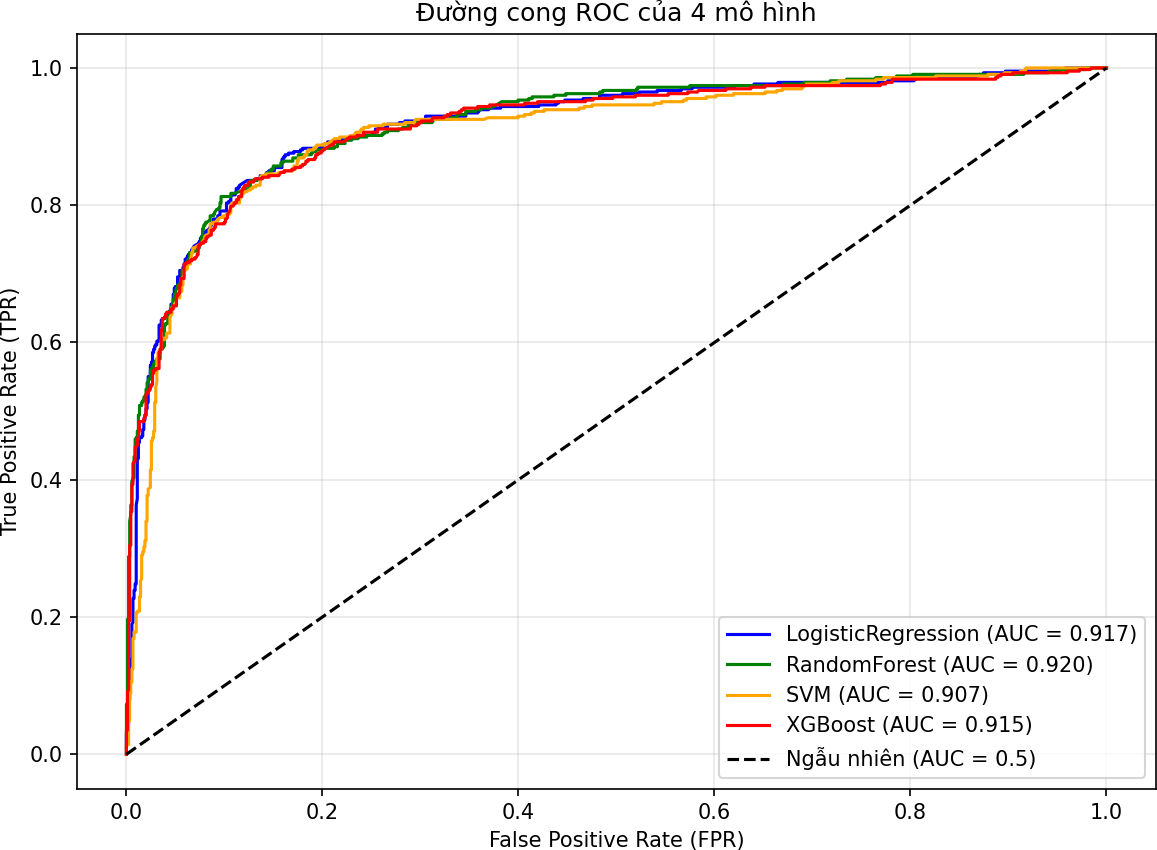 Đường cong ROC của 4 mô hình
True Positive Rate (TPR)
1.0
0.8
0.6
0.4
0.2
0.0
LogisticRegression (AUC = 0.917)
RandomForest (AUC = 0.920)
SVM (AUC = 0.907)
XGBoost (AUC = 0.915)
Ngẫu nhiên (AUC = 0.5)
0.0 0.2 0.4 0.6 0.8 1.0
False Positive Rate (FPR)